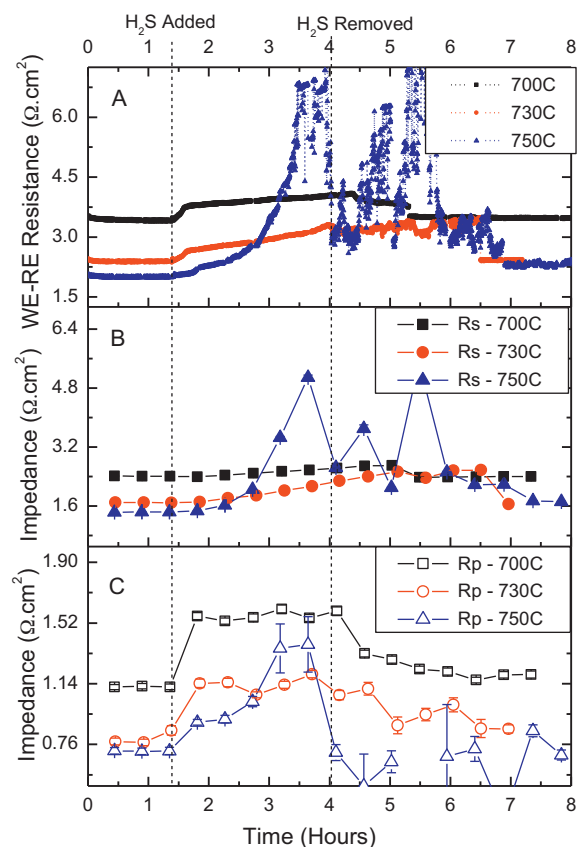 H₂S Added
H₂S Removed
0 1 2 3 4 5 6 7 8
A
700C
730C
750C
WE-RE Resistance (Ω.cm²)
6.0
4.5
3.0
1.5
B
Rs - 700C
Rs - 730C
Rs - 750C
Impedance (Ω.cm²)
6.4
4.8
3.2
1.6
C
Rp - 700C
Rp - 730C
Rp - 750C
Impedance (Ω.cm²)
1.90
1.52
1.14
0.76
0 1 2 3 4 5 6 7 8
Time (Hours)